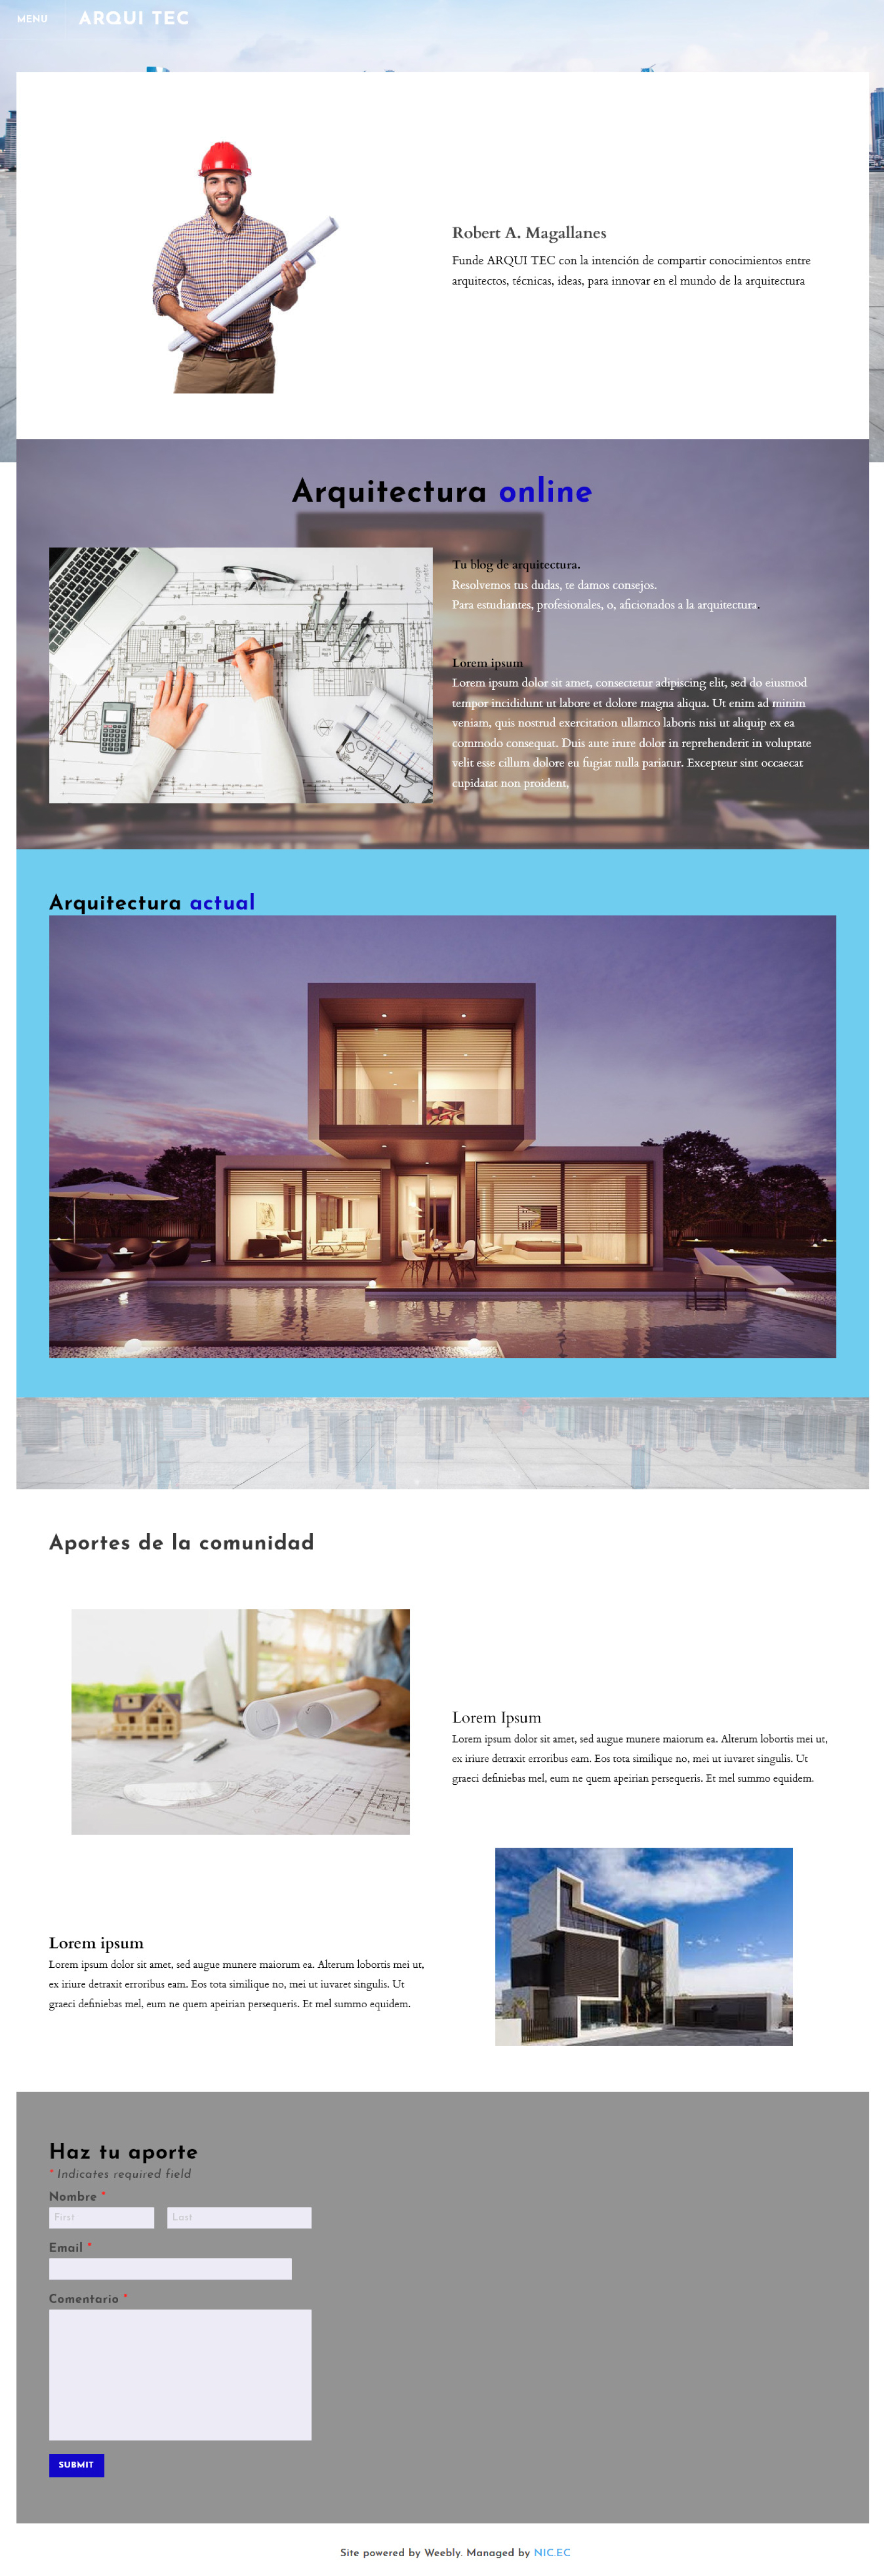 MENU
ARQUI TEC
Robert A. Magallanes
Funde ARQUI TEC con la intención de compartir conocimientos entre
arquitectos, técnicas, ideas, para innovar en el mundo de la arquitectura
Arquitectura online
Tu blog de arquitectura.
Resolvemos tus dudas, te damos consejos.
Para estudiantes, profesionales, o, aficionados a la arquitectura.
Lorem ipsum
Lorem ipsum dolor sit amet, consectetur adipiscing elit, sed do eiusmod
tempor incididunt ut labore et dolore magna aliqua. Ut enim ad minim
veniam, quis nostrud exercitation ullamco laboris nisi ut aliquip ex ea
commodo consequat. Duis aute irure dolor in reprehenderit in voluptate
velit esse cillum dolore eu fugiat nulla pariatur. Excepteur sint occaecat
cupidatat non proident,
Arquitectura actual
Aportes de la comunidad
Lorem Ipsum
Lorem ipsum dolor sit amet, sed augue munere maiorum ea. Alterum lobortis mei ut,
ex iriure detraxit erroribus eam. Eos tota similique no, mei ut iuvaret singulis. Ut
graeci definiebas mel, eum ne quem apeirian persequeris. Et mel summo equidem.
Lorem ipsum
Lorem ipsum dolor sit amet, sed augue munere maiorum ea. Alterum lobortis mei ut,
ex iriure detraxit erroribus eam. Eos tota similique no, mei ut iuvaret singulis. Ut
graeci definiebas mel, eum ne quem apeirian persequeris. Et mel summo equidem.
Haz tu aporte
* Indicates required field
Nombre *
First
Last
Email *
Comentario *
SUBMIT
Site powered by Weebly. Managed by NIC.EC